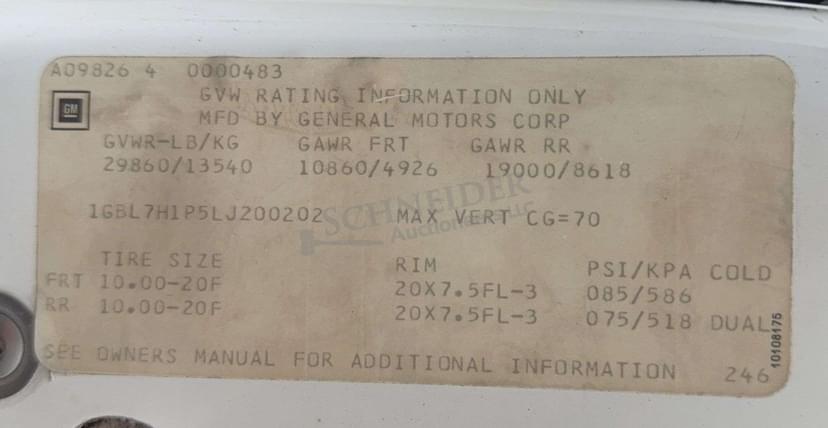 A09826 4 0000483
GM
GVW RATING INFORMATION ONLY
MFD BY GENERAL MOTORS CORP
GVWR-LB/KG GAWR FRT GAWR RR
29860/13540 10860/4926 19000/8618
SCHNEIDER
Auctioneers LLC
1GBL7H1P5LJ200202 MAX VERT CG=70
TIRE SIZE RIM PSI/KPA COLD
FRT 10.00-20F 20X7.5FL-3 085/586
RR 10.00-20F 20X7.5FL-3 075/518 DUAL
10108175
SEE OWNERS MANUAL FOR ADDITIONAL INFORMATION 246